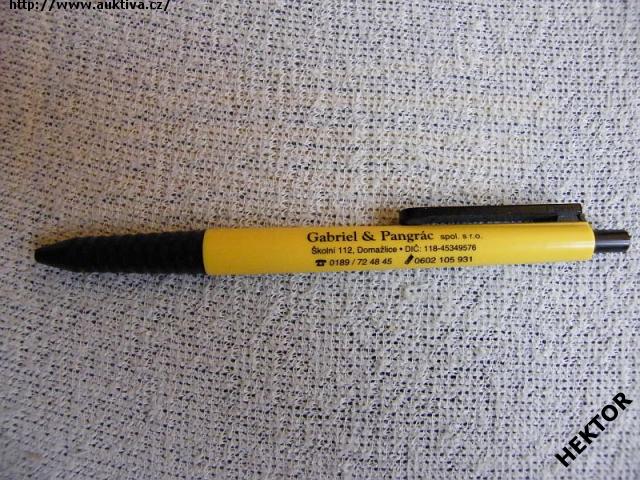 http://www.auktiva.cz/
Gabriel & Pangrác spol. s r.o.
Školní 112, Domažlice • DIČ: 118-45349576
☎ 0189 / 72 48 45 0602 105 931
HEKTOR